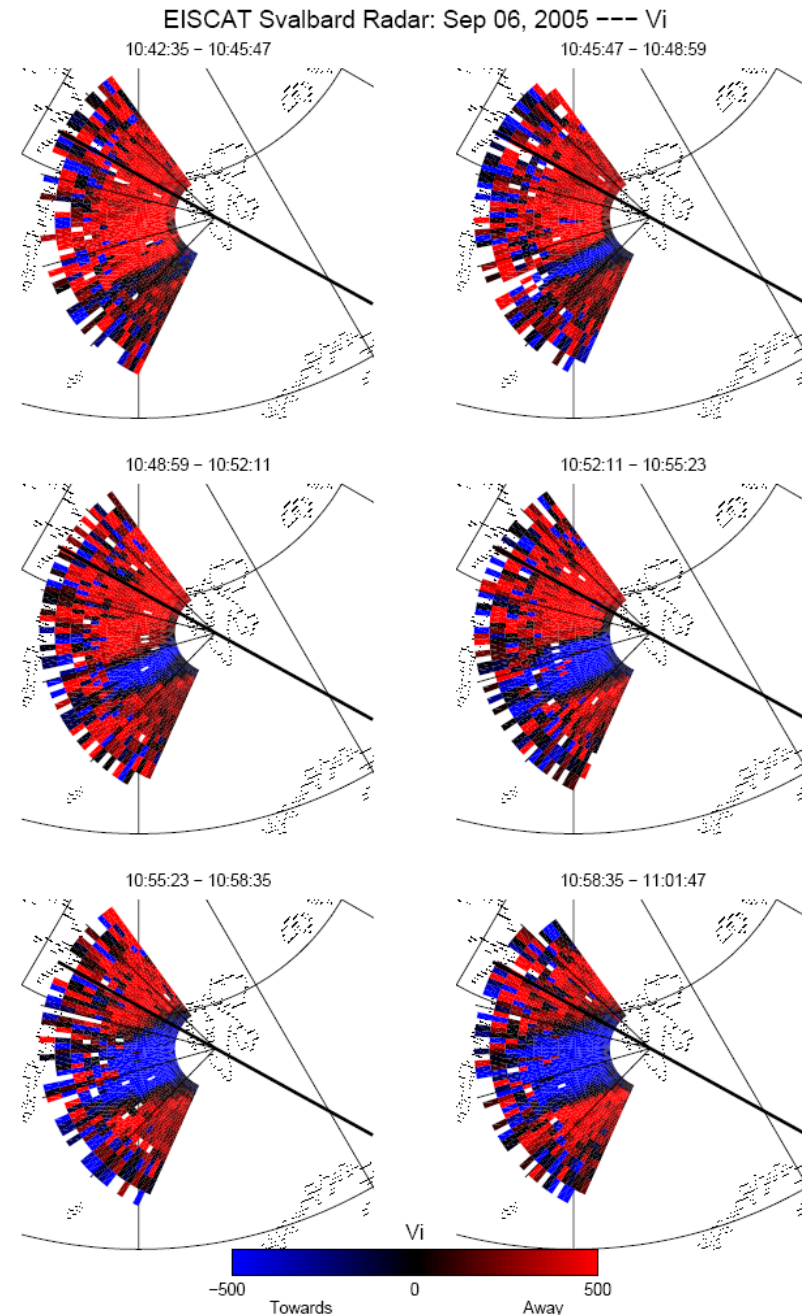 EISCAT Svalbard Radar: Sep 06, 2005 −−− Vi
10:42:35 − 10:45:47
10:45:47 − 10:48:59
10:48:59 − 10:52:11
10:52:11 − 10:55:23
10:55:23 − 10:58:35
10:58:35 − 11:01:47
Vi
−500 0 500
Towards Away